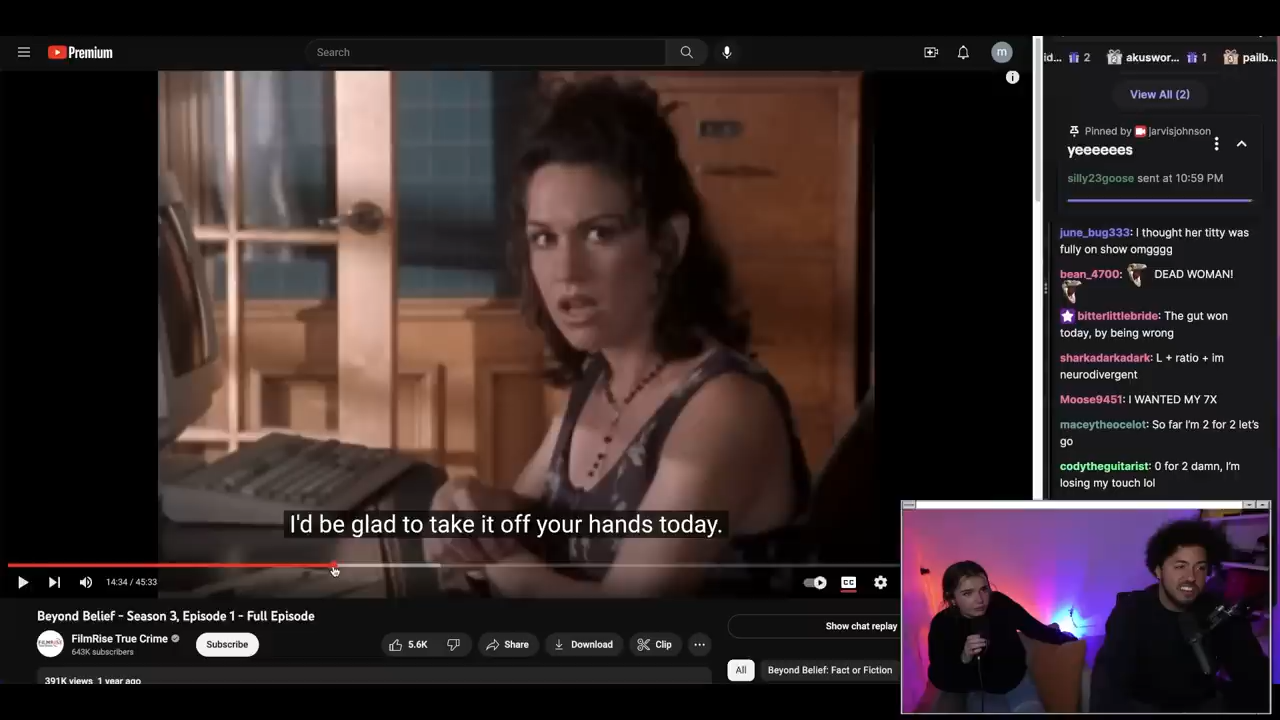 Premium
Search
m
I'd be glad to take it off your hands today.
14:34 / 45:33
CC
Beyond Belief - Season 3, Episode 1 - Full Episode
FilmRise True Crime
643K subscribers
Subscribe
5.6K
Share
Download
Clip
391K views 1 year ago
Show chat replay
All
Beyond Belief: Fact or Fiction
id... 2
akuswor... 1
pailb...
View All (2)
Pinned by jarvisjohnson
yeeeeees
silly23goose sent at 10:59 PM
june_bug333: I thought her titty was
fully on show omgggg
bean_4700: DEAD WOMAN!
bitterlittlebride: The gut won
today, by being wrong
sharkadarkadark: L + ratio + im
neurodivergent
Moose9451: I WANTED MY 7X
maceytheocelot: So far I'm 2 for 2 let's
go
codytheguitarist: 0 for 2 damn, I'm
losing my touch lol